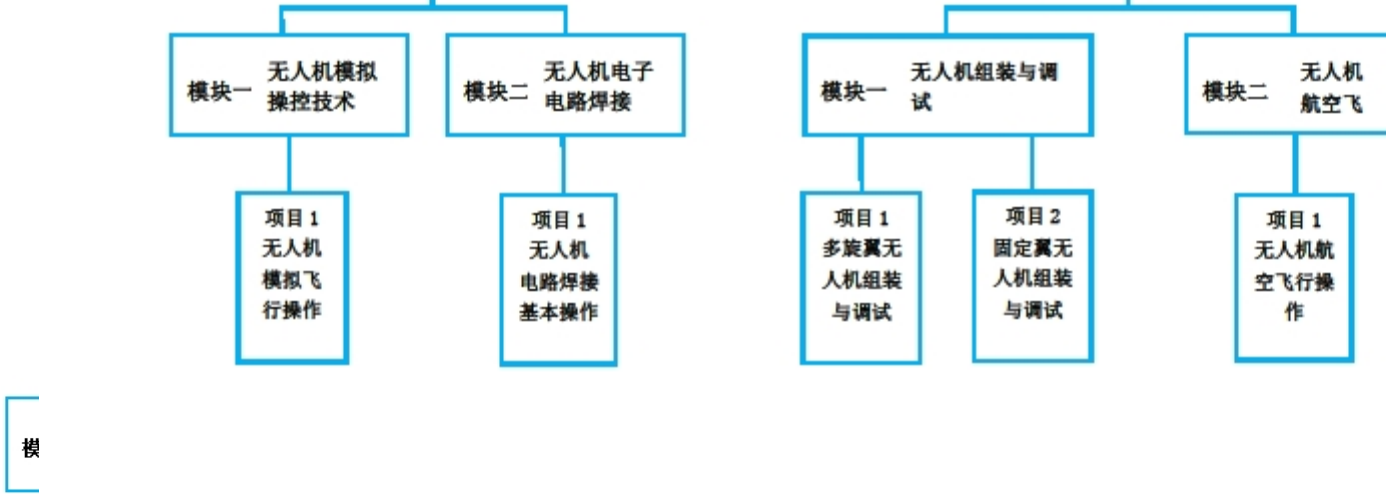 模块一
无人机模拟
操控技术
模块二
无人机电子
电路焊接
模块一
无人机组装与调
试
模块二
无人机
航空飞
项目 1
无人机
模拟飞
行操作
项目 1
无人机
电路焊接
基本操作
项目 1
多旋翼无
人机组装
与调试
项目 2
固定翼无
人机组装
与调试
项目 1
无人机航
空飞行操
作
模